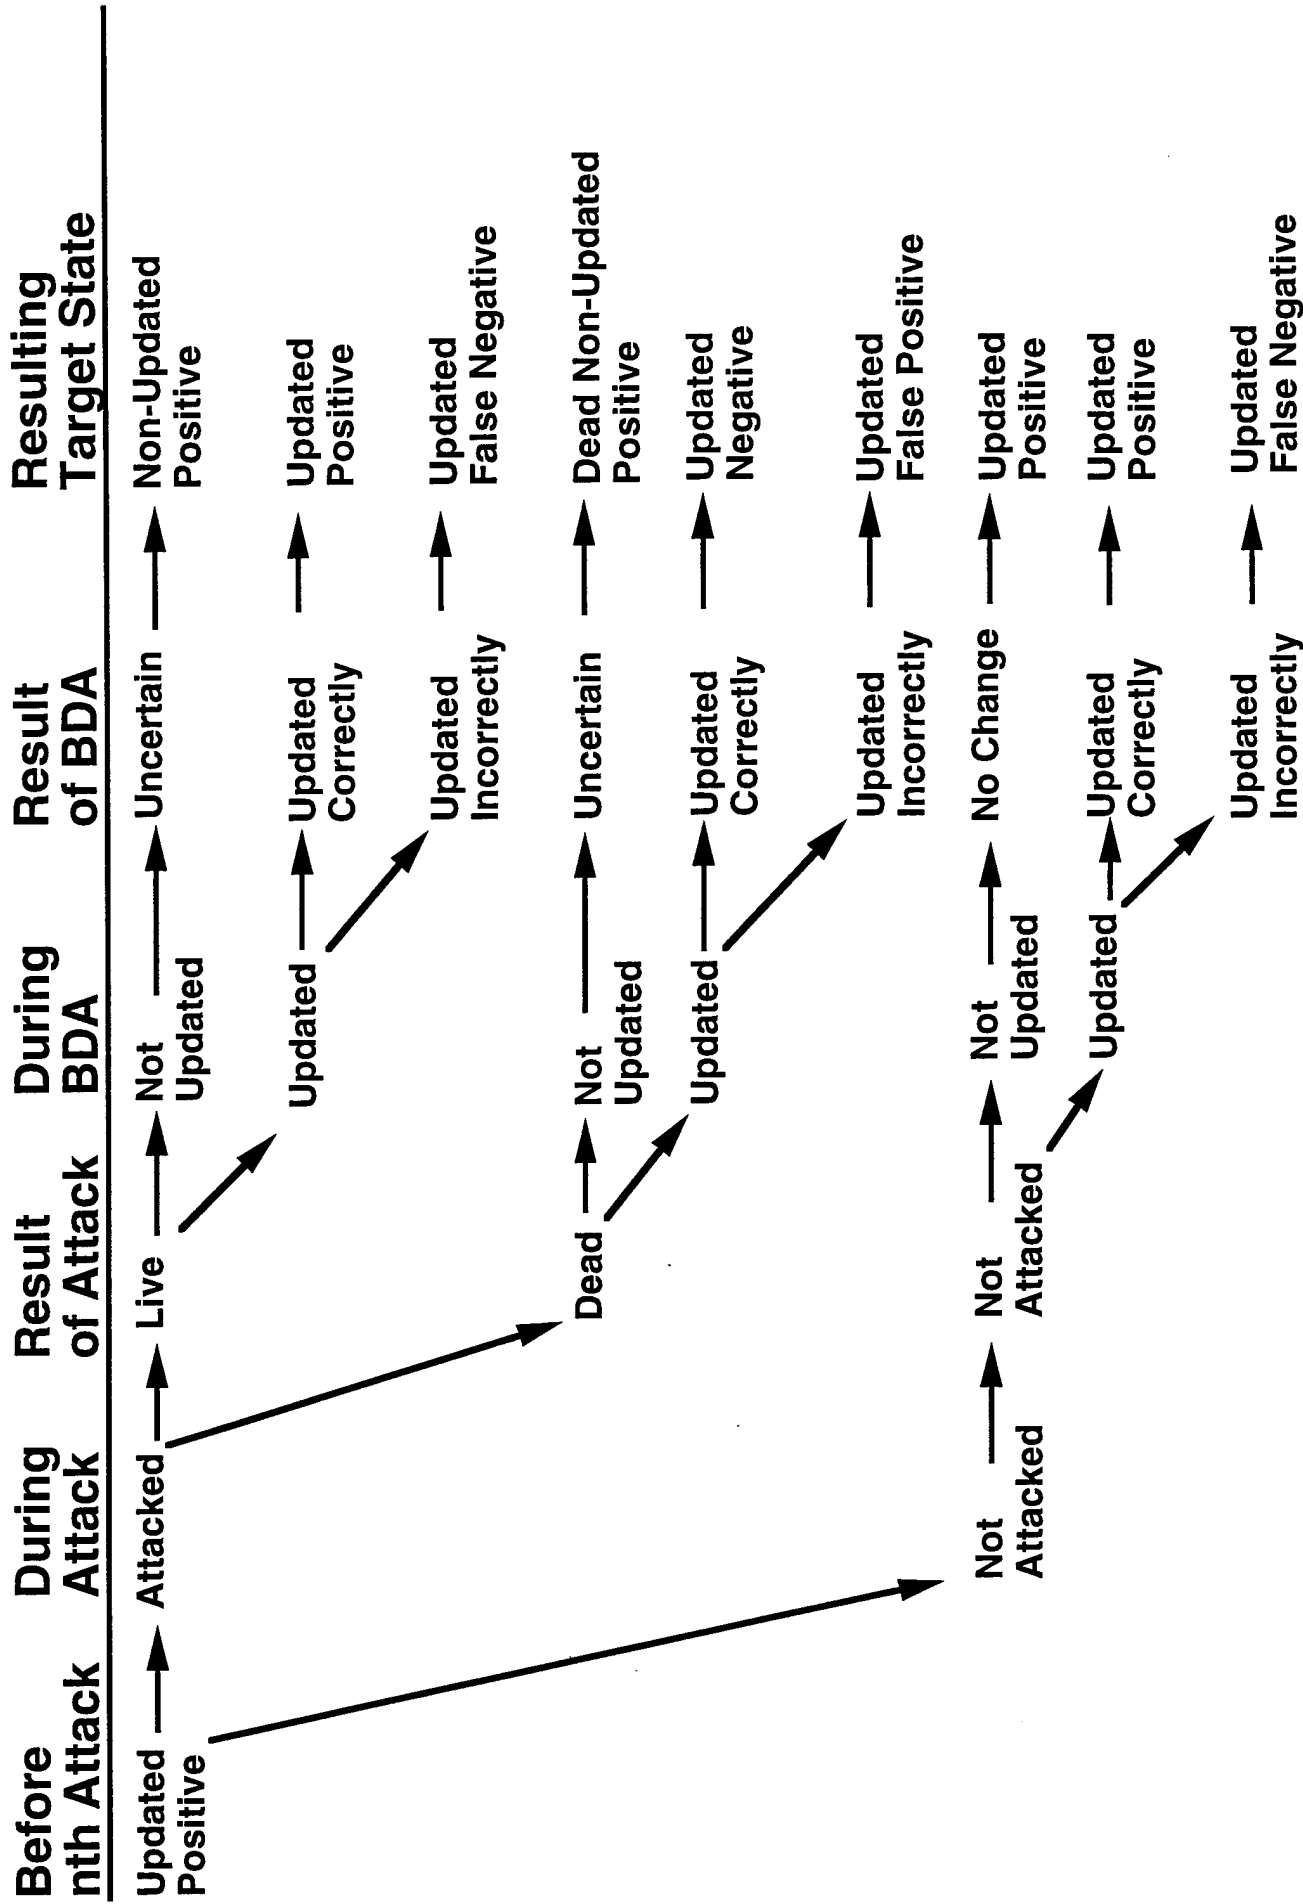 Before
nth Attack
During
Attack
Result
of Attack
During
BDA
Result
of BDA
Resulting
Target State
Updated
Positive
Attacked
Live
Not
Updated
Uncertain
Non-Updated
Positive
Updated
Updated
Correctly
Updated
Positive
Updated
Incorrectly
Updated
False Negative
Dead
Not
Updated
Uncertain
Dead Non-Updated
Positive
Updated
Updated
Correctly
Updated
Negative
Updated
Incorrectly
Updated
False Positive
Not
Attacked
Not
Attacked
Not
Updated
No Change
Updated
Positive
Updated
Updated
Correctly
Updated
Positive
Updated
Incorrectly
Updated
False Negative